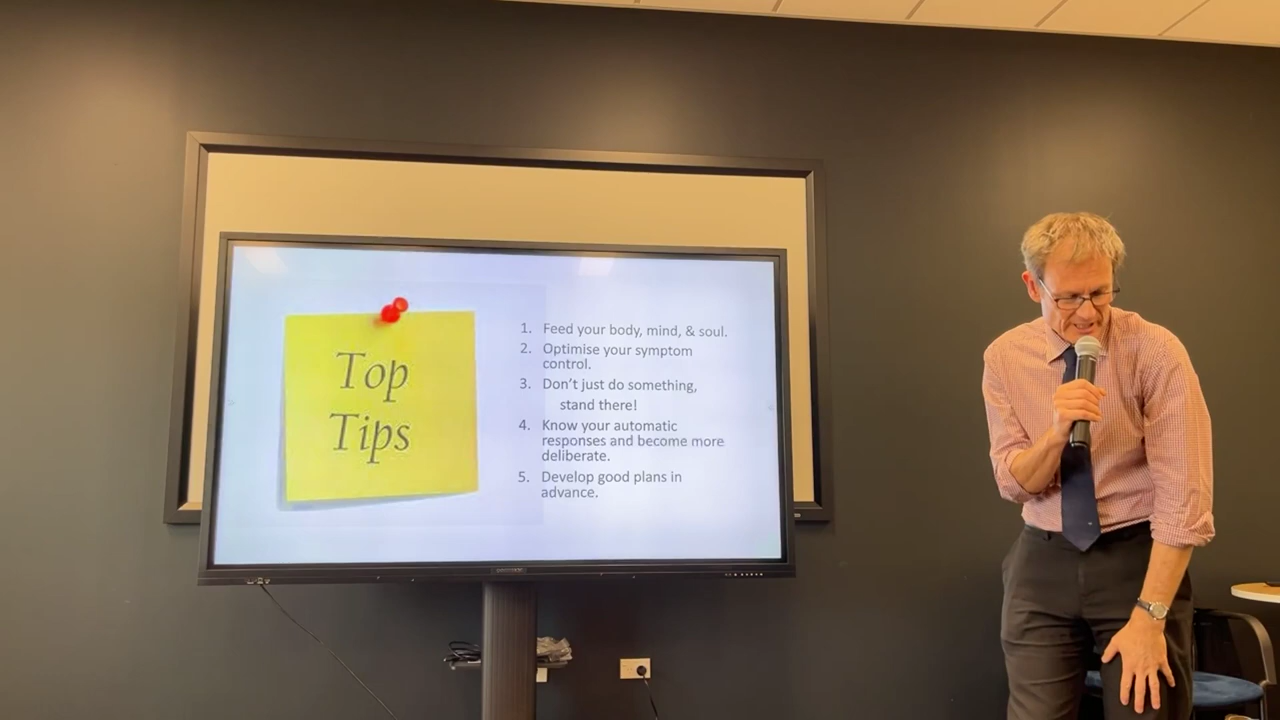 Top
Tips
1. Feed your body, mind, & soul.
2. Optimise your symptom
control.
3. Don't just do something,
stand there!
4. Know your automatic
responses and become more
deliberate.
5. Develop good plans in
advance.